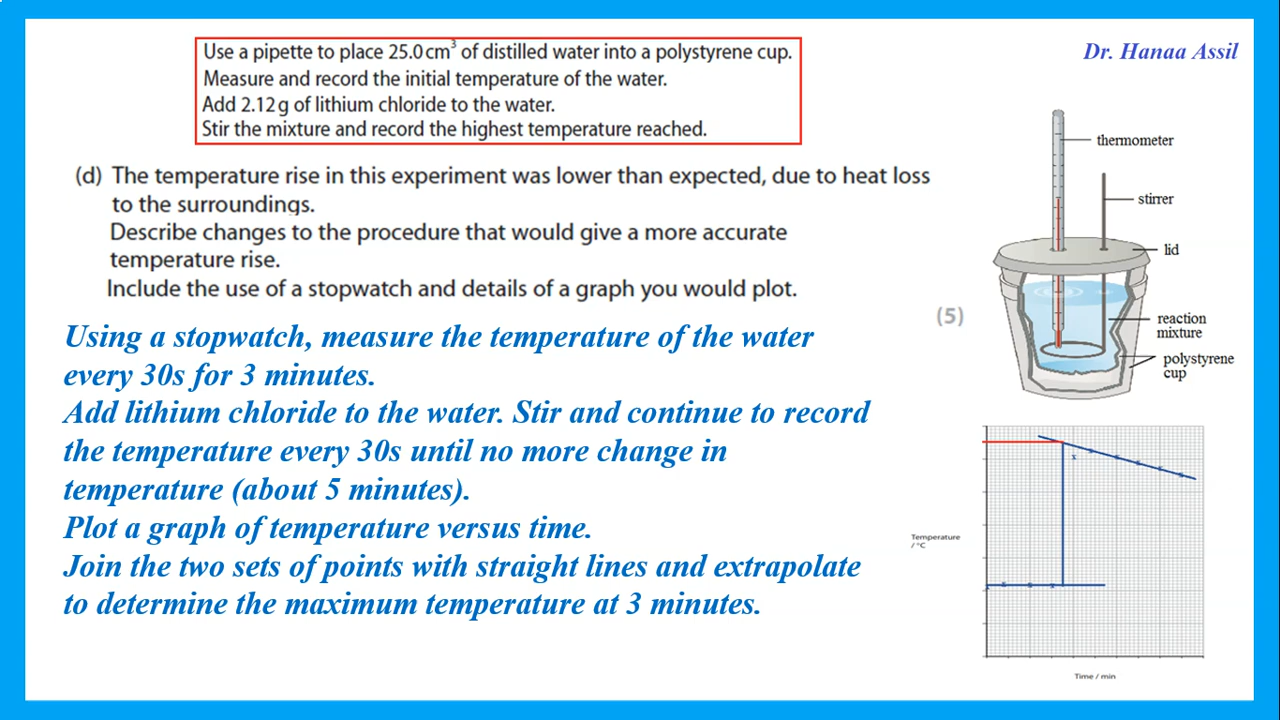 Use a pipette to place 25.0 cm³ of distilled water into a polystyrene cup.
Measure and record the initial temperature of the water.
Add 2.12 g of lithium chloride to the water.
Stir the mixture and record the highest temperature reached.
Dr. Hanaa Assil
(d) The temperature rise in this experiment was lower than expected, due to heat loss
to the surroundings.
Describe changes to the procedure that would give a more accurate
temperature rise.
Include the use of a stopwatch and details of a graph you would plot.
(5)
Using a stopwatch, measure the temperature of the water
every 30s for 3 minutes.
Add lithium chloride to the water. Stir and continue to record
the temperature every 30s until no more change in
temperature (about 5 minutes).
Plot a graph of temperature versus time.
Join the two sets of points with straight lines and extrapolate
to determine the maximum temperature at 3 minutes.
thermometer
stirrer
lid
reaction
mixture
polystyrene
cup
Temperature
/ °C
Time / min